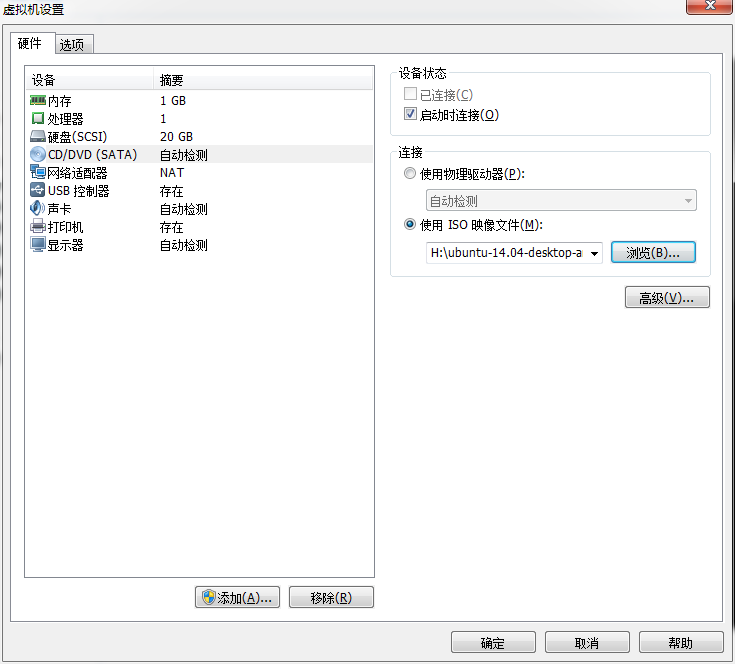 虚拟机设置
硬件 选项
设备 摘要
内存 1 GB
处理器 1
硬盘(SCSI) 20 GB
CD/DVD (SATA) 自动检测
网络适配器 NAT
USB 控制器 存在
声卡 自动检测
打印机 存在
显示器 自动检测
添加(A)... 移除(R)
设备状态
已连接(C)
启动时连接(O)
连接
使用物理驱动器(P):
自动检测
使用 ISO 映像文件(M):
H:\ubuntu-14.04-desktop-a 浏览(B)...
高级(V)...
确定 取消 帮助